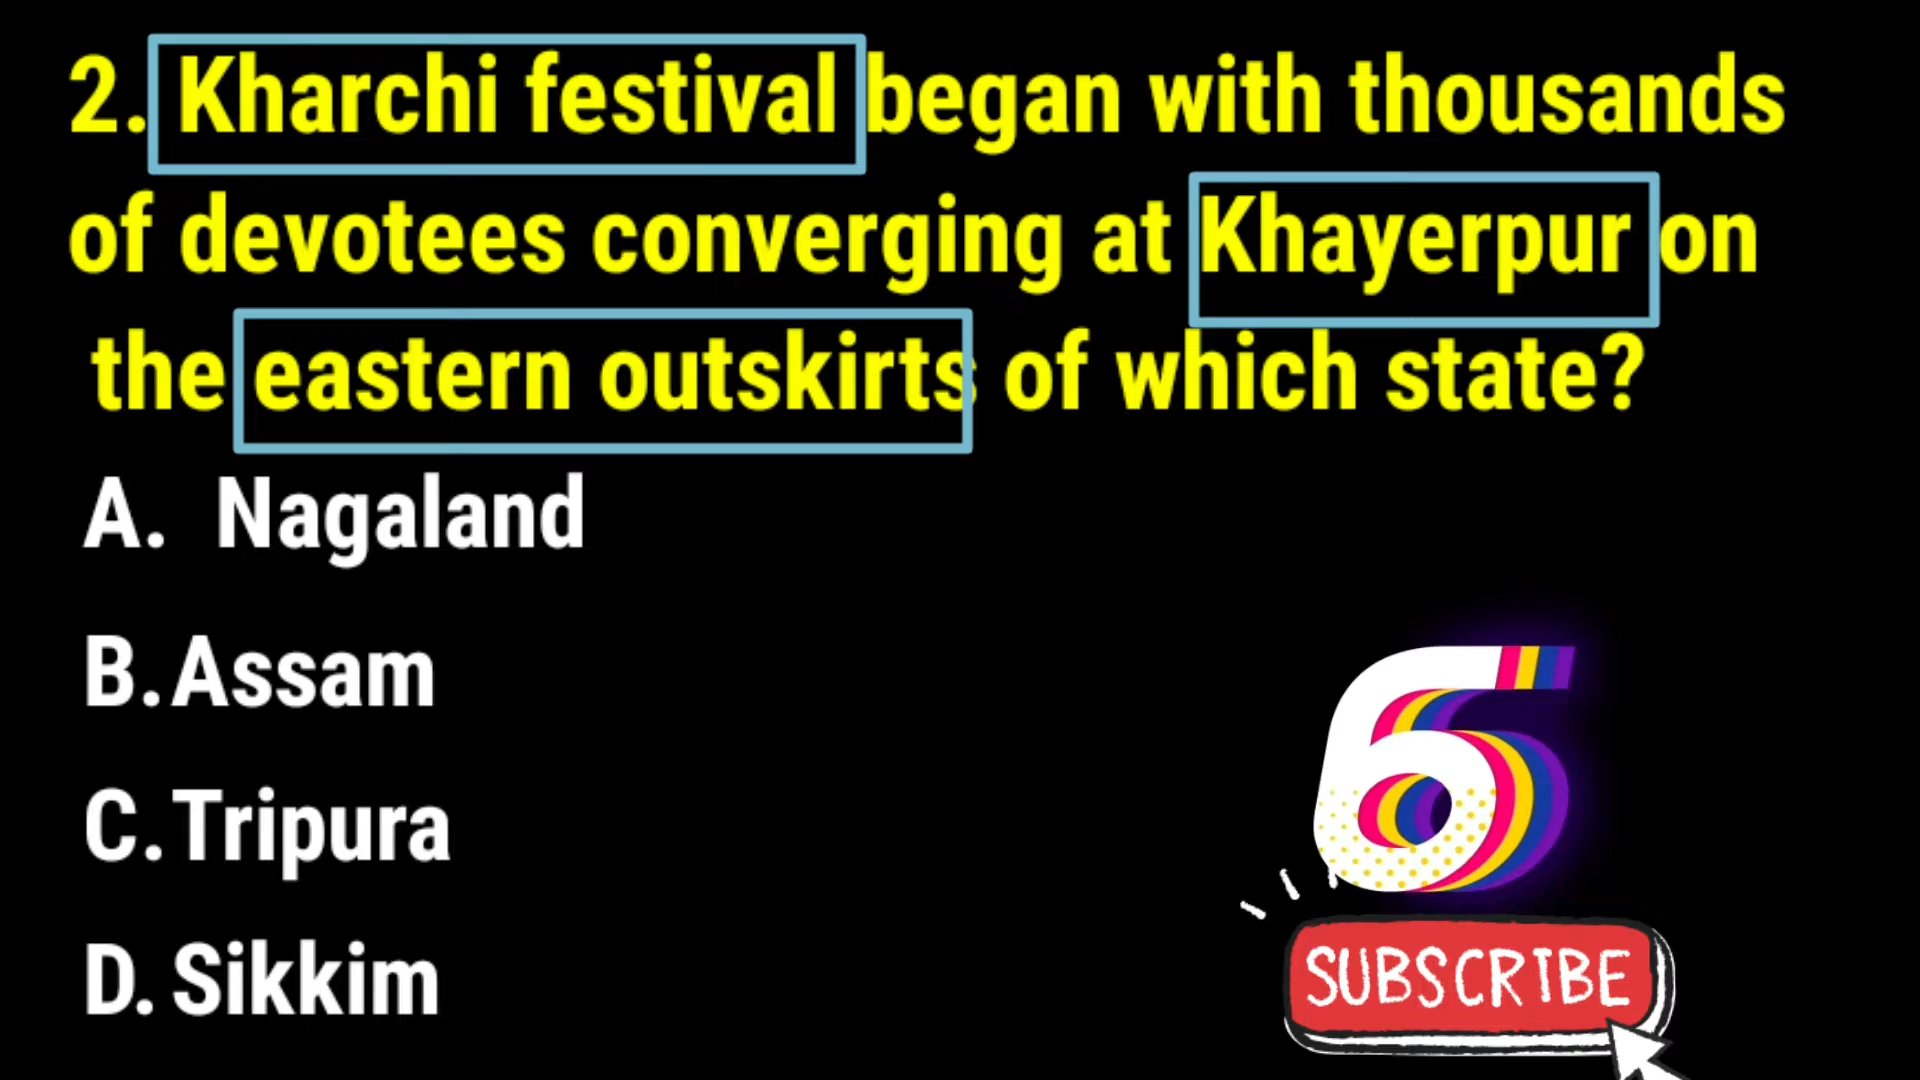 2. Kharchi festival began with thousands
of devotees converging at Khayerpur on
the eastern outskirts of which state?
A. Nagaland
B. Assam
C. Tripura
D. Sikkim
6
SUBSCRIBE